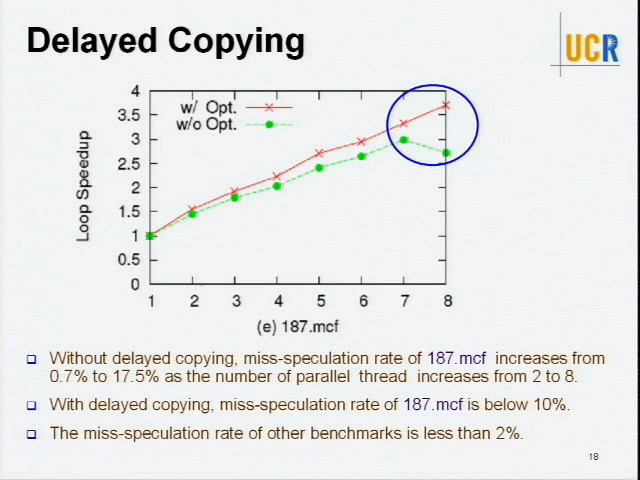 Delayed Copying
UCR
4
3.5
3
2.5
2
1.5
1
0.5
0
Loop Speedup
w/ Opt.
w/o Opt.
1 2 3 4 5 6 7 8
(e) 187.mcf
Without delayed copying, miss-speculation rate of 187.mcf increases from
0.7% to 17.5% as the number of parallel thread increases from 2 to 8.
With delayed copying, miss-speculation rate of 187.mcf is below 10%.
The miss-speculation rate of other benchmarks is less than 2%.
18